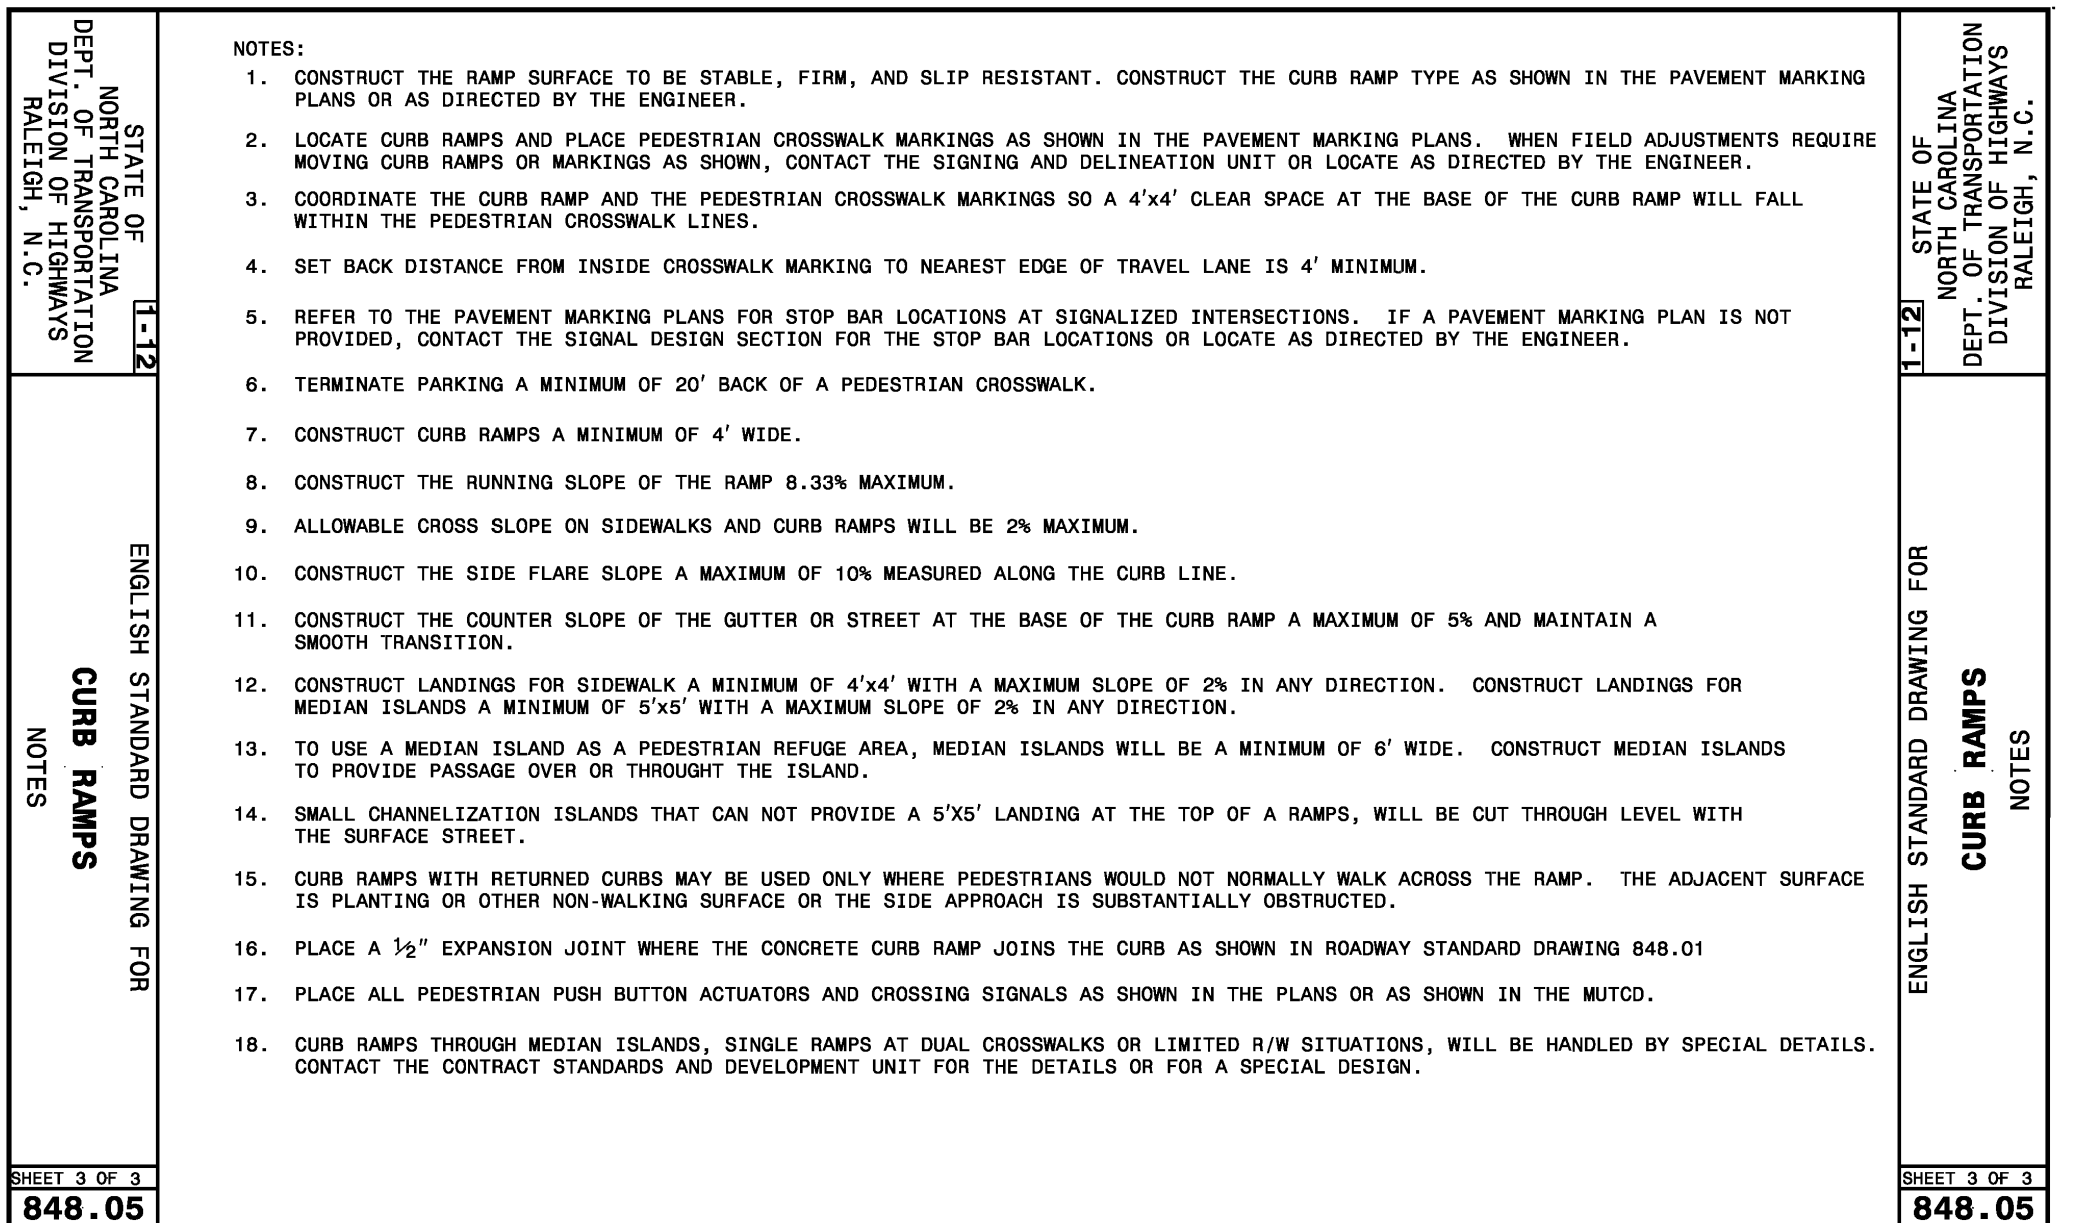 STATE OF
NORTH CAROLINA
DEPT. OF TRANSPORTATION
DIVISION OF HIGHWAYS
RALEIGH, N.C.
1-12
ENGLISH STANDARD DRAWING FOR
CURB RAMPS
NOTES
SHEET 3 OF 3
848.05
NOTES:
1. CONSTRUCT THE RAMP SURFACE TO BE STABLE, FIRM, AND SLIP RESISTANT. CONSTRUCT THE CURB RAMP TYPE AS SHOWN IN THE PAVEMENT MARKING
PLANS OR AS DIRECTED BY THE ENGINEER.
2. LOCATE CURB RAMPS AND PLACE PEDESTRIAN CROSSWALK MARKINGS AS SHOWN IN THE PAVEMENT MARKING PLANS. WHEN FIELD ADJUSTMENTS REQUIRE
MOVING CURB RAMPS OR MARKINGS AS SHOWN, CONTACT THE SIGNING AND DELINEATION UNIT OR LOCATE AS DIRECTED BY THE ENGINEER.
3. COORDINATE THE CURB RAMP AND THE PEDESTRIAN CROSSWALK MARKINGS SO A 4'x4' CLEAR SPACE AT THE BASE OF THE CURB RAMP WILL FALL
WITHIN THE PEDESTRIAN CROSSWALK LINES.
4. SET BACK DISTANCE FROM INSIDE CROSSWALK MARKING TO NEAREST EDGE OF TRAVEL LANE IS 4' MINIMUM.
5. REFER TO THE PAVEMENT MARKING PLANS FOR STOP BAR LOCATIONS AT SIGNALIZED INTERSECTIONS. IF A PAVEMENT MARKING PLAN IS NOT
PROVIDED, CONTACT THE SIGNAL DESIGN SECTION FOR THE STOP BAR LOCATIONS OR LOCATE AS DIRECTED BY THE ENGINEER.
6. TERMINATE PARKING A MINIMUM OF 20' BACK OF A PEDESTRIAN CROSSWALK.
7. CONSTRUCT CURB RAMPS A MINIMUM OF 4' WIDE.
8. CONSTRUCT THE RUNNING SLOPE OF THE RAMP 8.33% MAXIMUM.
9. ALLOWABLE CROSS SLOPE ON SIDEWALKS AND CURB RAMPS WILL BE 2% MAXIMUM.
10. CONSTRUCT THE SIDE FLARE SLOPE A MAXIMUM OF 10% MEASURED ALONG THE CURB LINE.
11. CONSTRUCT THE COUNTER SLOPE OF THE GUTTER OR STREET AT THE BASE OF THE CURB RAMP A MAXIMUM OF 5% AND MAINTAIN A
SMOOTH TRANSITION.
12. CONSTRUCT LANDINGS FOR SIDEWALK A MINIMUM OF 4'x4' WITH A MAXIMUM SLOPE OF 2% IN ANY DIRECTION. CONSTRUCT LANDINGS FOR
MEDIAN ISLANDS A MINIMUM OF 5'x5' WITH A MAXIMUM SLOPE OF 2% IN ANY DIRECTION.
13. TO USE A MEDIAN ISLAND AS A PEDESTRIAN REFUGE AREA, MEDIAN ISLANDS WILL BE A MINIMUM OF 6' WIDE. CONSTRUCT MEDIAN ISLANDS
TO PROVIDE PASSAGE OVER OR THROUGHT THE ISLAND.
14. SMALL CHANNELIZATION ISLANDS THAT CAN NOT PROVIDE A 5'X5' LANDING AT THE TOP OF A RAMPS, WILL BE CUT THROUGH LEVEL WITH
THE SURFACE STREET.
15. CURB RAMPS WITH RETURNED CURBS MAY BE USED ONLY WHERE PEDESTRIANS WOULD NOT NORMALLY WALK ACROSS THE RAMP. THE ADJACENT SURFACE
IS PLANTING OR OTHER NON-WALKING SURFACE OR THE SIDE APPROACH IS SUBSTANTIALLY OBSTRUCTED.
16. PLACE A ½" EXPANSION JOINT WHERE THE CONCRETE CURB RAMP JOINS THE CURB AS SHOWN IN ROADWAY STANDARD DRAWING 848.01
17. PLACE ALL PEDESTRIAN PUSH BUTTON ACTUATORS AND CROSSING SIGNALS AS SHOWN IN THE PLANS OR AS SHOWN IN THE MUTCD.
18. CURB RAMPS THROUGH MEDIAN ISLANDS, SINGLE RAMPS AT DUAL CROSSWALKS OR LIMITED R/W SITUATIONS, WILL BE HANDLED BY SPECIAL DETAILS.
CONTACT THE CONTRACT STANDARDS AND DEVELOPMENT UNIT FOR THE DETAILS OR FOR A SPECIAL DESIGN.
STATE OF
NORTH CAROLINA
DEPT. OF TRANSPORTATION
DIVISION OF HIGHWAYS
RALEIGH, N.C.
1-12
ENGLISH STANDARD DRAWING FOR
CURB RAMPS
NOTES
SHEET 3 OF 3
848.05